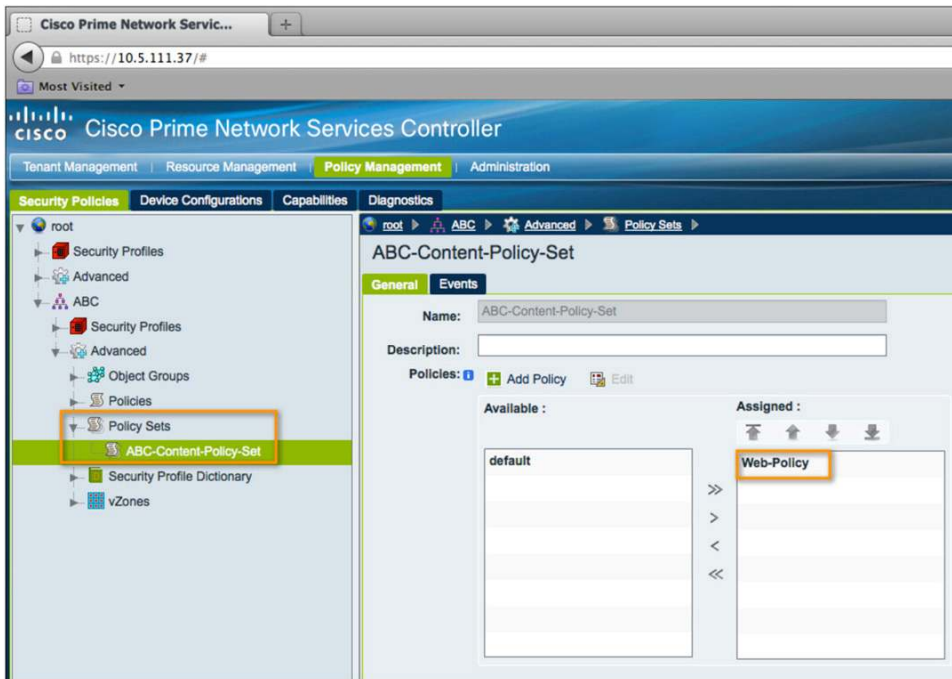 Cisco Prime Network Servic...
https://10.5.111.37/#
Most Visited
CISCO Cisco Prime Network Services Controller
Tenant Management | Resource Management | Policy Management | Administration
Security Policies Device Configurations Capabilities Diagnostics
root
Security Profiles
Advanced
ABC
Security Profiles
Advanced
Object Groups
Policies
Policy Sets
ABC-Content-Policy-Set
Security Profile Dictionary
vZones
root ABC Advanced Policy Sets
ABC-Content-Policy-Set
General Events
Name: ABC-Content-Policy-Set
Description:
Policies: Add Policy Edit
Available : Assigned :
default Web-Policy